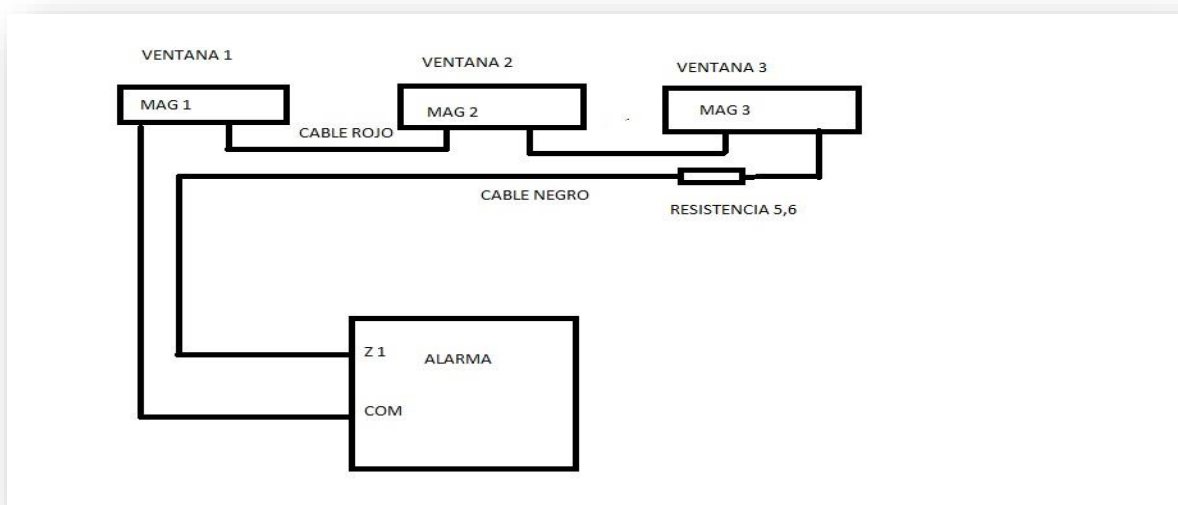 VENTANA 1
VENTANA 2
VENTANA 3
MAG 1
MAG 2
MAG 3
CABLE ROJO
CABLE NEGRO
RESISTENCIA 5,6
Z 1
ALARMA
COM